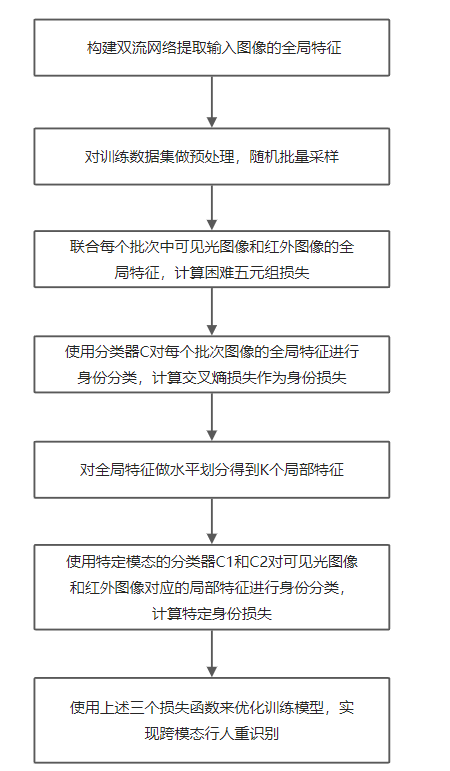 构建双流网络提取输入图像的全局特征
对训练数据集做预处理，随机批量采样
联合每个批次中可见光图像和红外图像的全
局特征，计算困难五元组损失
使用分类器C对每个批次图像的全局特征进行
身份分类，计算交叉熵损失作为身份损失
对全局特征做水平划分得到K个局部特征
使用特定模态的分类器C1和C2对可见光图像
和红外图像对应的局部特征进行身份分类，
计算特定身份损失
使用上述三个损失函数来优化训练模型，实
现跨模态行人重识别